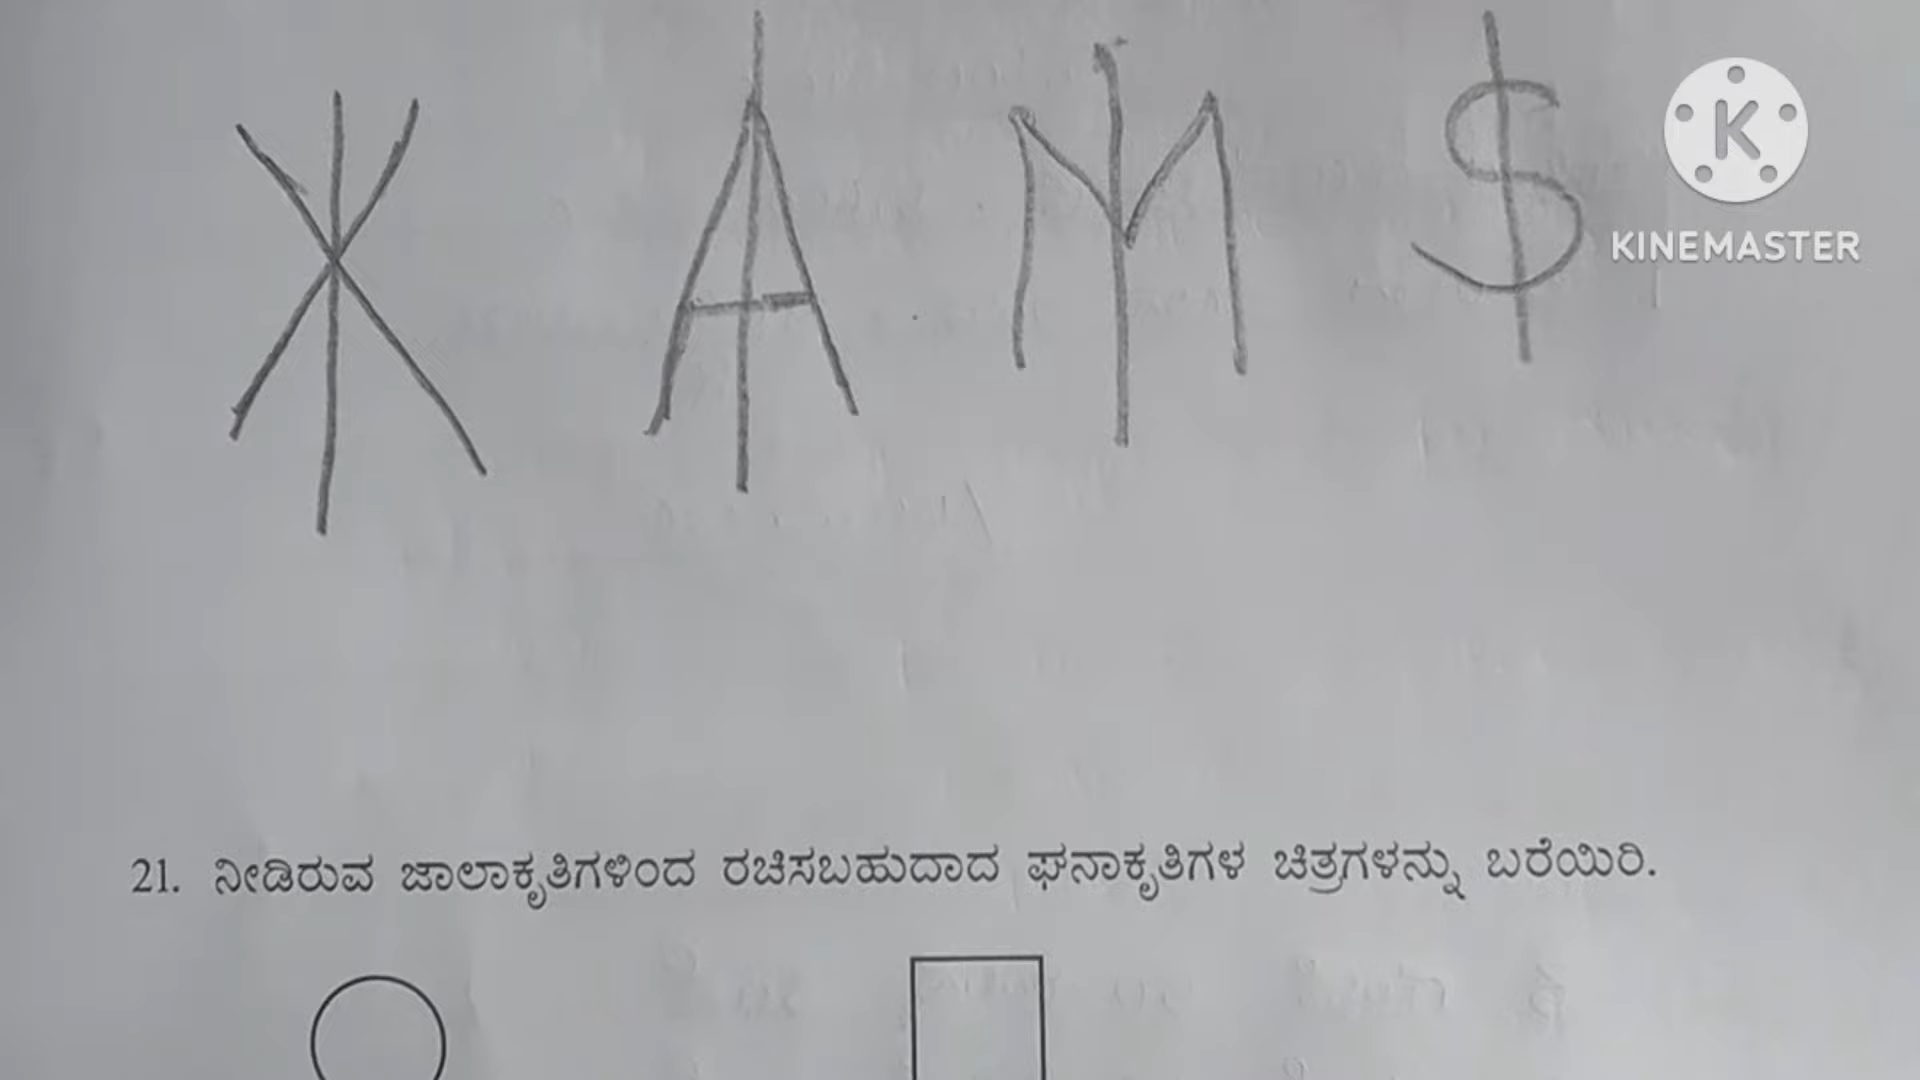 X A M S
K
KINEMASTER
21. ನೀಡಿರುವ ಜಾಲಾಕೃತಿಗಳಿಂದ ರಚಿಸಬಹುದಾದ ಘನಾಕೃತಿಗಳ ಚಿತ್ರಗಳನ್ನು ಬರೆಯಿರಿ.